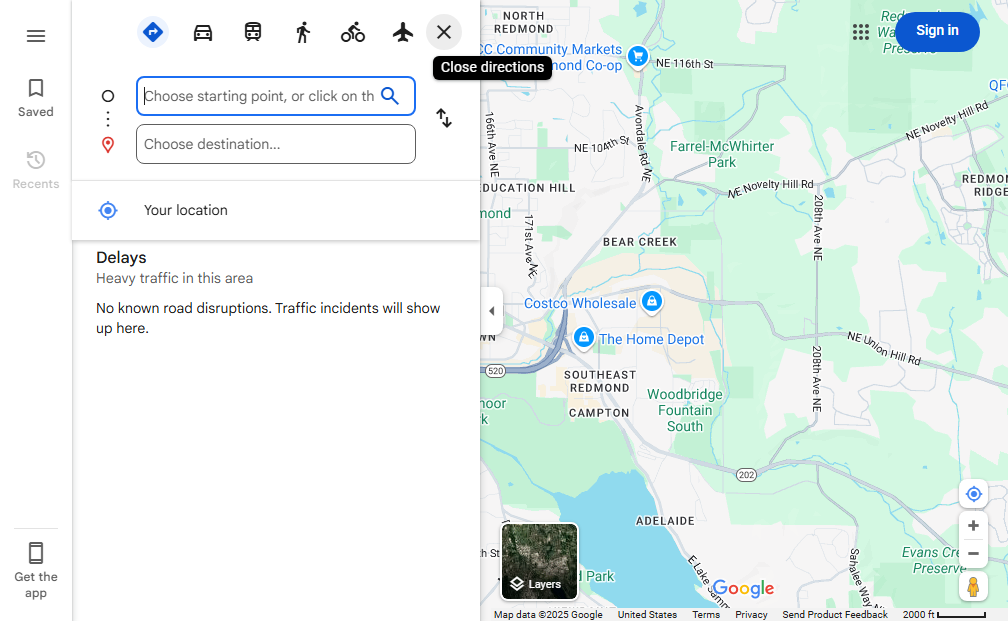 Saved
Recents
Get the
app
Close directions
Choose starting point, or click on th
Choose destination...
Your location
Delays
Heavy traffic in this area
No known road disruptions. Traffic incidents will show
up here.
Sign in
NORTH
REDMOND
CC Community Markets
mond Co-op
NE 116th St
166th Ave NE
Avondale Rd NE
NE 104th St
Farrel-McWhirter
Park
NE Novelty Hill Rd
NE Novelty Hill Rd
QF
REDMON
RIDGE
EDUCATION HILL
mond
171st Ave NE
208th Ave NE
BEAR CREEK
Costco Wholesale
The Home Depot
WN
520
NE Union Hill Rd
208th Ave NE
SOUTHEAST
REDMOND
CAMPTON
Woodbridge
Fountain
South
moor
rk
202
ADELAIDE
th St
d Park
E Lake Samm
Sahalee Way
Evans Cre
Preserve
Layers
Google
Map data ©2025 Google
United States
Terms
Privacy
Send Product Feedback
2000 ft